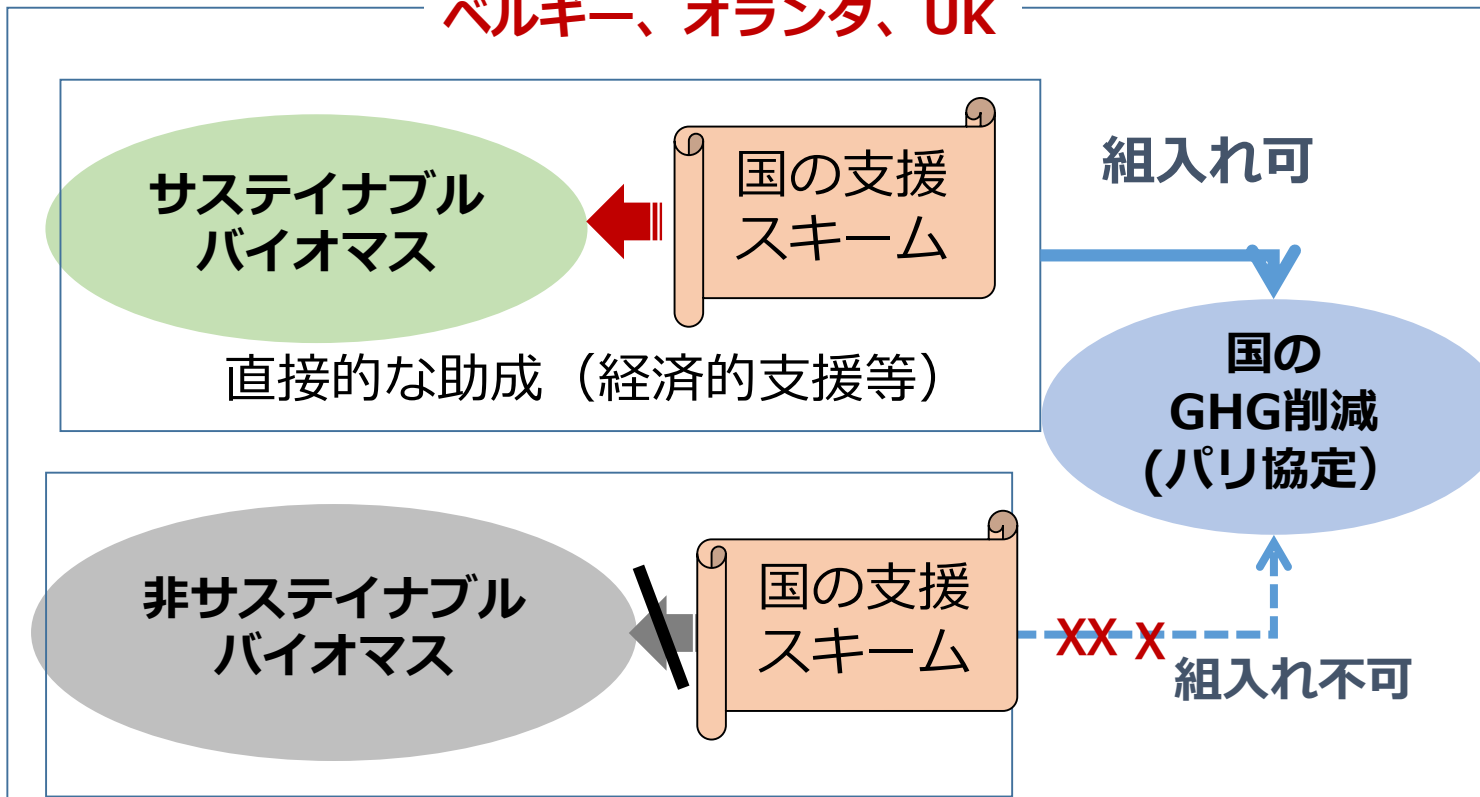 ベルギー、オランダ、UK
サステイナブル
バイオマス
国の支援
スキーム
組入れ可
直接的な助成（経済的支援等）
国の
GHG削減
(パリ協定）
非サステイナブル
バイオマス
国の支援
スキーム
XX X
組入れ不可